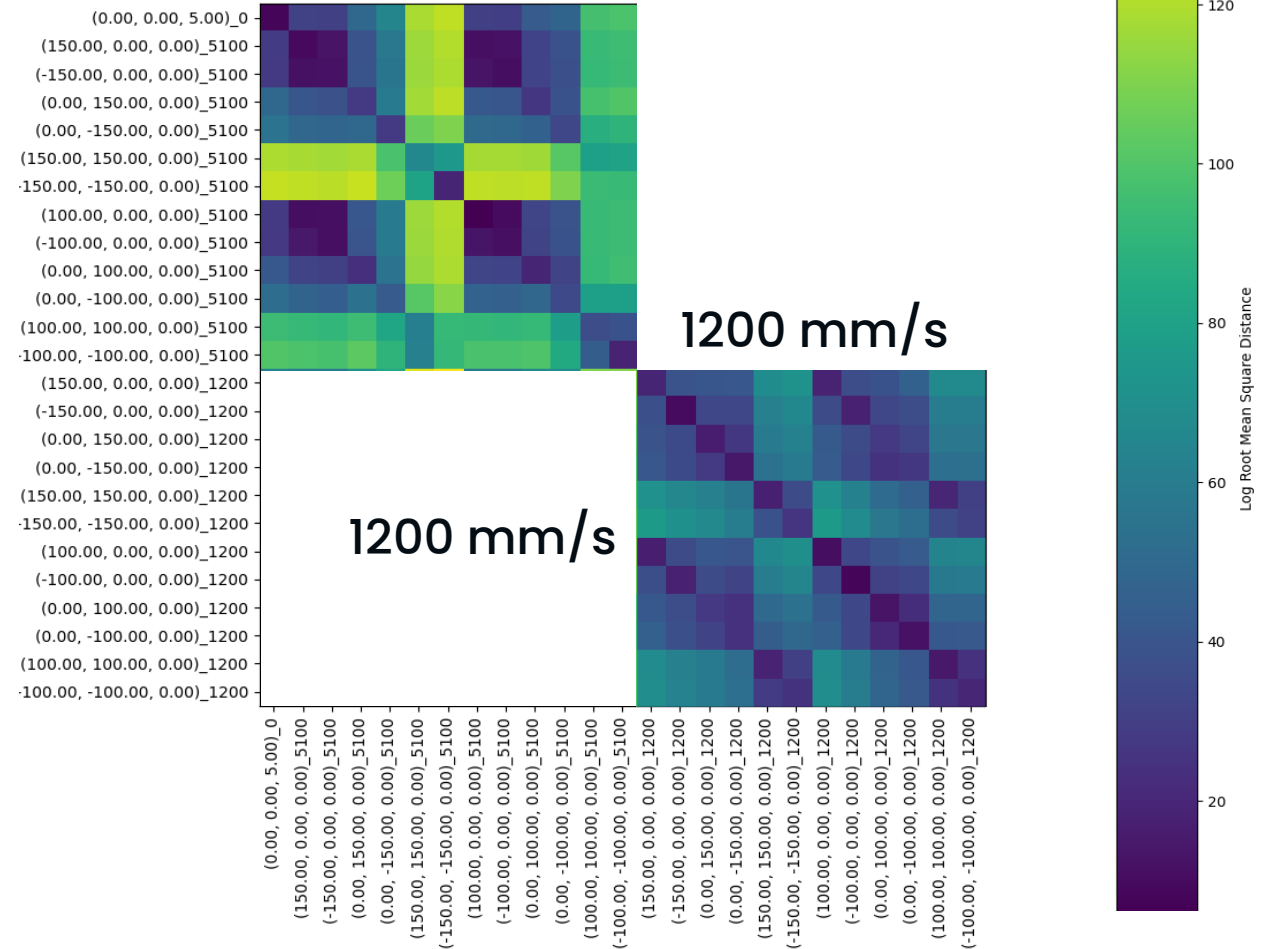 (0.00, 0.00, 5.00)_0
(150.00, 0.00, 0.00)_5100
(-150.00, 0.00, 0.00)_5100
(0.00, 150.00, 0.00)_5100
(0.00, -150.00, 0.00)_5100
(150.00, 150.00, 0.00)_5100
-150.00, -150.00, 0.00)_5100
(100.00, 0.00, 0.00)_5100
(-100.00, 0.00, 0.00)_5100
(0.00, 100.00, 0.00)_5100
(0.00, -100.00, 0.00)_5100
(100.00, 100.00, 0.00)_5100
-100.00, -100.00, 0.00)_5100
(150.00, 0.00, 0.00)_1200
(-150.00, 0.00, 0.00)_1200
(0.00, 150.00, 0.00)_1200
(0.00, -150.00, 0.00)_1200
(150.00, 150.00, 0.00)_1200
-150.00, -150.00, 0.00)_1200
(100.00, 0.00, 0.00)_1200
(-100.00, 0.00, 0.00)_1200
(0.00, 100.00, 0.00)_1200
(0.00, -100.00, 0.00)_1200
(100.00, 100.00, 0.00)_1200
-100.00, -100.00, 0.00)_1200
1200 mm/s
1200 mm/s
(0.00, 0.00, 5.00)_0
(150.00, 0.00, 0.00)_5100
(-150.00, 0.00, 0.00)_5100
(0.00, 150.00, 0.00)_5100
(0.00, -150.00, 0.00)_5100
(150.00, 150.00, 0.00)_5100
(-150.00, -150.00, 0.00)_5100
(100.00, 0.00, 0.00)_5100
(-100.00, 0.00, 0.00)_5100
(0.00, 100.00, 0.00)_5100
(0.00, -100.00, 0.00)_5100
(100.00, 100.00, 0.00)_5100
(-100.00, -100.00, 0.00)_5100
(150.00, 0.00, 0.00)_1200
(-150.00, 0.00, 0.00)_1200
(0.00, 150.00, 0.00)_1200
(0.00, -150.00, 0.00)_1200
(150.00, 150.00, 0.00)_1200
(-150.00, -150.00, 0.00)_1200
(100.00, 0.00, 0.00)_1200
(-100.00, 0.00, 0.00)_1200
(0.00, 100.00, 0.00)_1200
(0.00, -100.00, 0.00)_1200
(100.00, 100.00, 0.00)_1200
(-100.00, -100.00, 0.00)_1200
120
100
80
60
40
20
Log Root Mean Square Distance